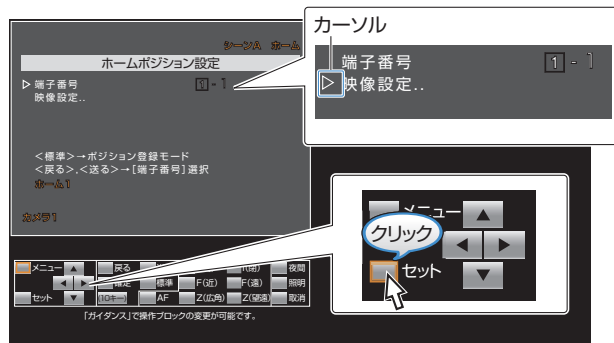 カーソル
端子番号 1 - 1
▷ 映像設定..
シーンA ホーム
ホームポジション設定
▷ 端子番号 1 - 1
映像設定..
<標準>→ポジション登録モード
<戻る>,<送る>→[端子番号]選択
ホーム1
カメラ1
メニュー ▲
クリック
◀ ▶
セット ▼
メニュー ▲ 戻る (閉) 夜間
◀ ▶ 確定 標準 F(近) F(遠) 照明
セット ▼ (10キー) AF Z(広角) Z(望遠) 取消
「ガイダンス」で操作ブロックの変更が可能です。